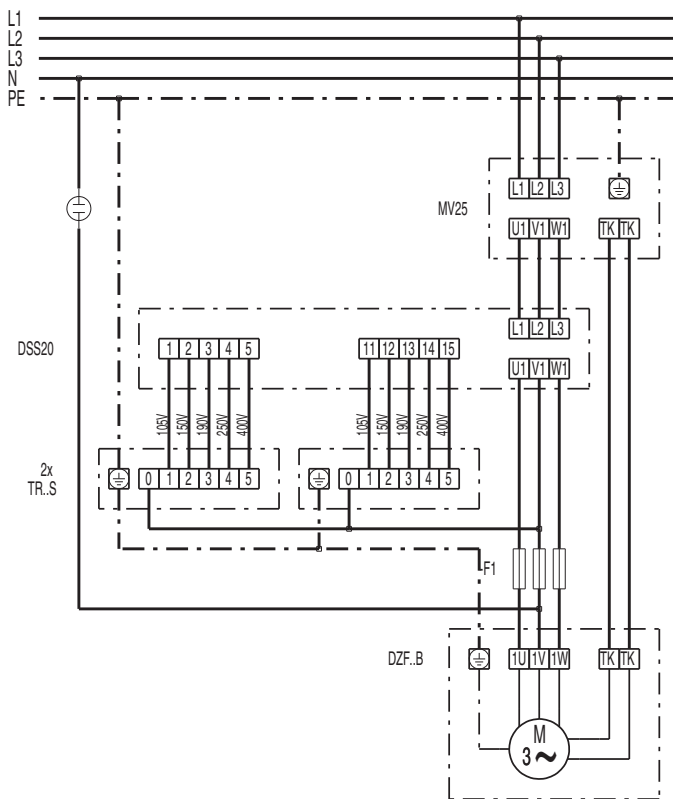 L1
L2
L3
N
PE
L1 L2 L3
MV25
U1 V1 W1 TK TK
L1 L2 L3
DSS20
1 2 3 4 5 11 12 13 14 15
U1 V1 W1
105V 150V 190V 250V 400V 105V 150V 190V 250V 400V
2x
TR..S
0 1 2 3 4 5 0 1 2 3 4 5
F1
DZF..B
1U 1V 1W TK TK
M
3 ~